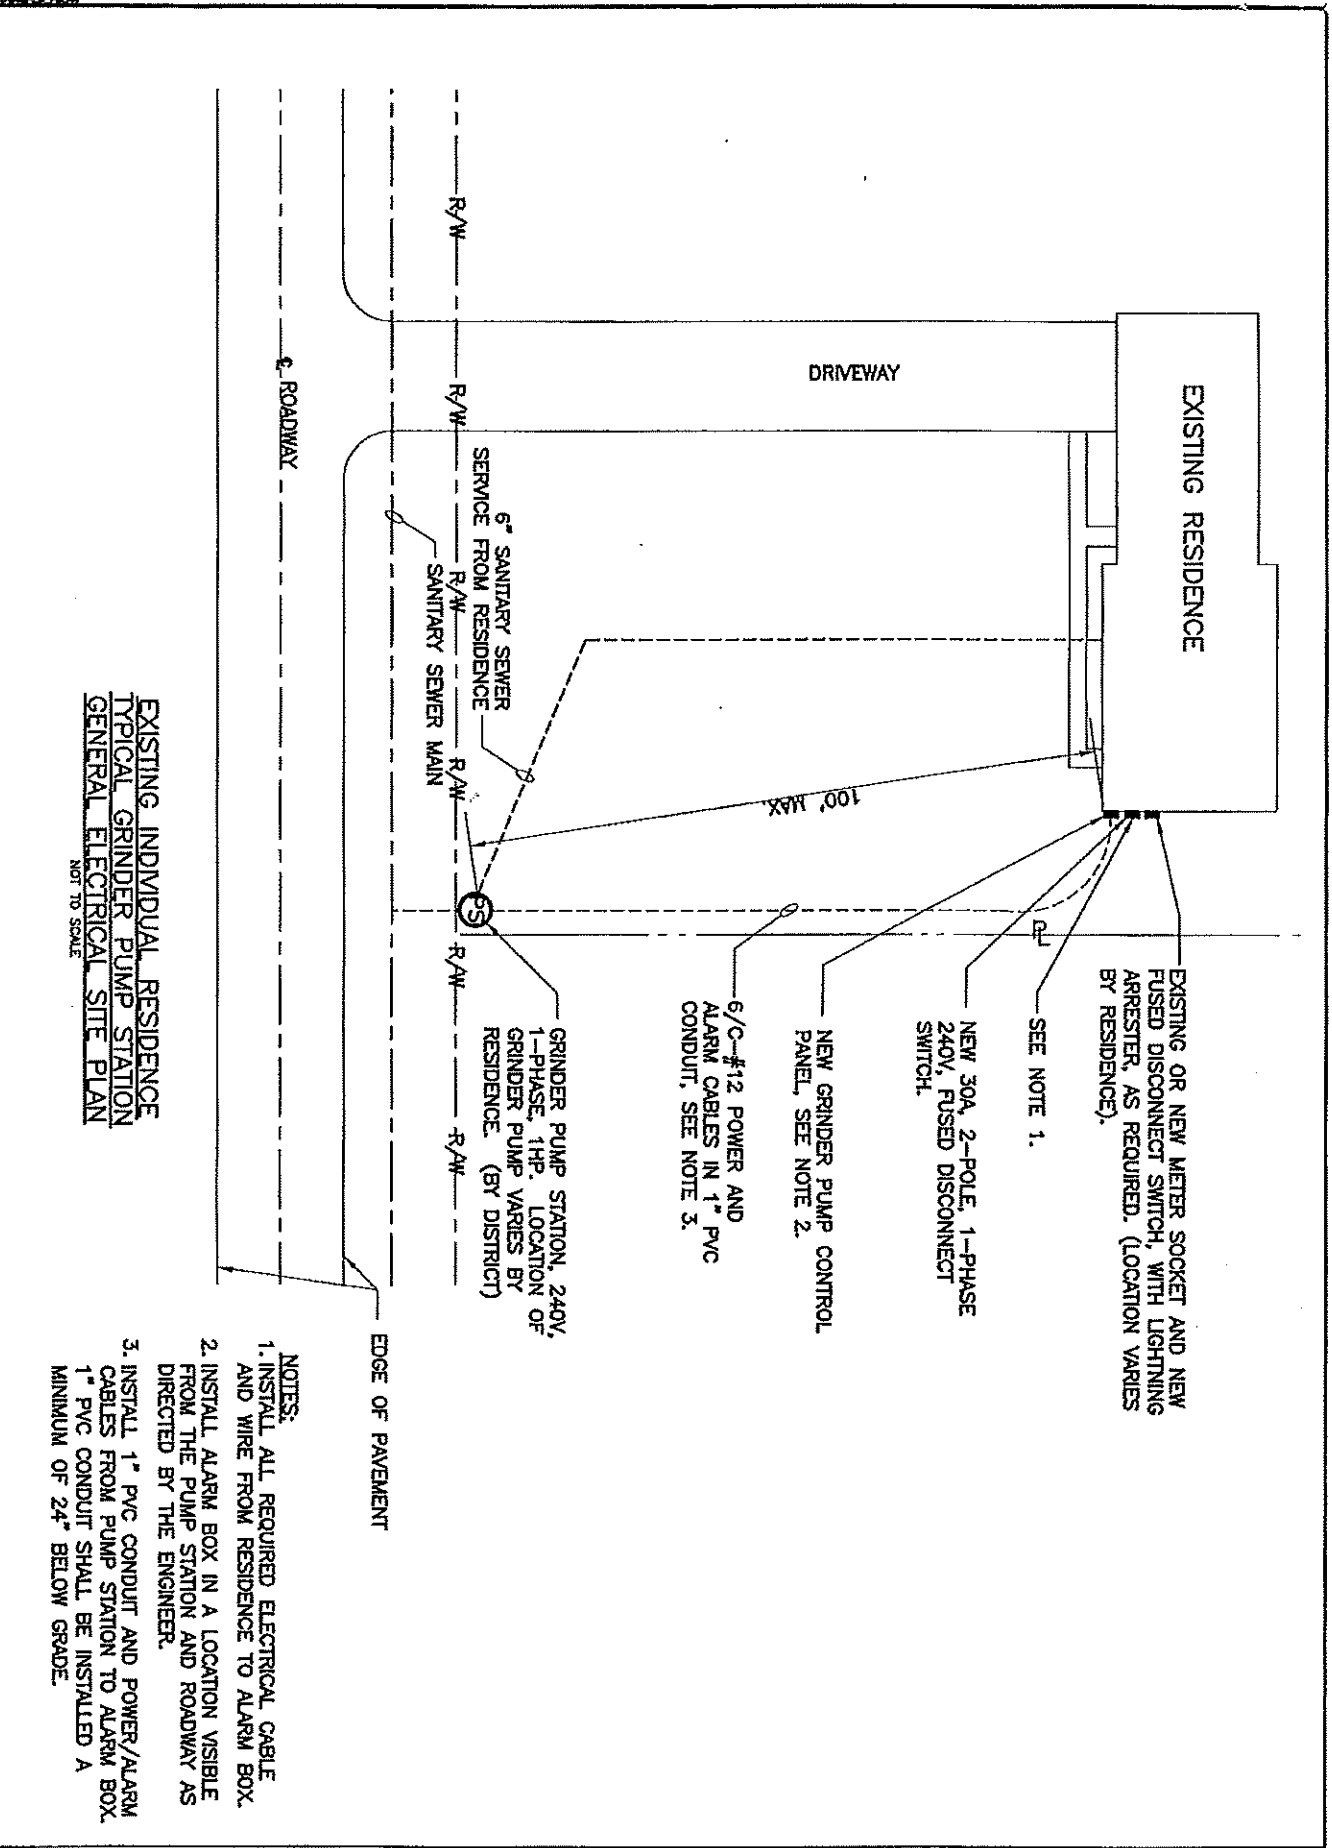 EXISTING RESIDENCE
EXISTING OR NEW METER SOCKET AND NEW
FUSED DISCONNECT SWITCH, WITH LIGHTNING
ARRESTER, AS REQUIRED. (LOCATION VARIES
BY RESIDENCE).
SEE NOTE 1.
PL
NEW 30A, 2-POLE, 1-PHASE
240V, FUSED DISCONNECT
SWITCH.
DRIVEWAY
100' MAX.
NEW GRINDER PUMP CONTROL
PANEL, SEE NOTE 2.
6/C-#12 POWER AND
ALARM CABLES IN 1" PVC
CONDUIT, SEE NOTE 3.
6" SANITARY SEWER
SERVICE FROM RESIDENCE
PS
GRINDER PUMP STATION, 240V,
1-PHASE, 1HP. LOCATION OF
GRINDER PUMP VARIES BY
RESIDENCE. (BY DISTRICT)
R/W
R/W
R/W
R/W
R/W
R/W
SANITARY SEWER MAIN
EDGE OF PAVEMENT
℄ ROADWAY
NOTES:
1. INSTALL ALL REQUIRED ELECTRICAL CABLE
AND WIRE FROM RESIDENCE TO ALARM BOX.
2. INSTALL ALARM BOX IN A LOCATION VISIBLE
FROM THE PUMP STATION AND ROADWAY AS
DIRECTED BY THE ENGINEER.
3. INSTALL 1" PVC CONDUIT AND POWER/ALARM
CABLES FROM PUMP STATION TO ALARM BOX.
1" PVC CONDUIT SHALL BE INSTALLED A
MINIMUM OF 24" BELOW GRADE.
EXISTING INDIVIDUAL RESIDENCE
TYPICAL GRINDER PUMP STATION
GENERAL ELECTRICAL SITE PLAN
NOT TO SCALE